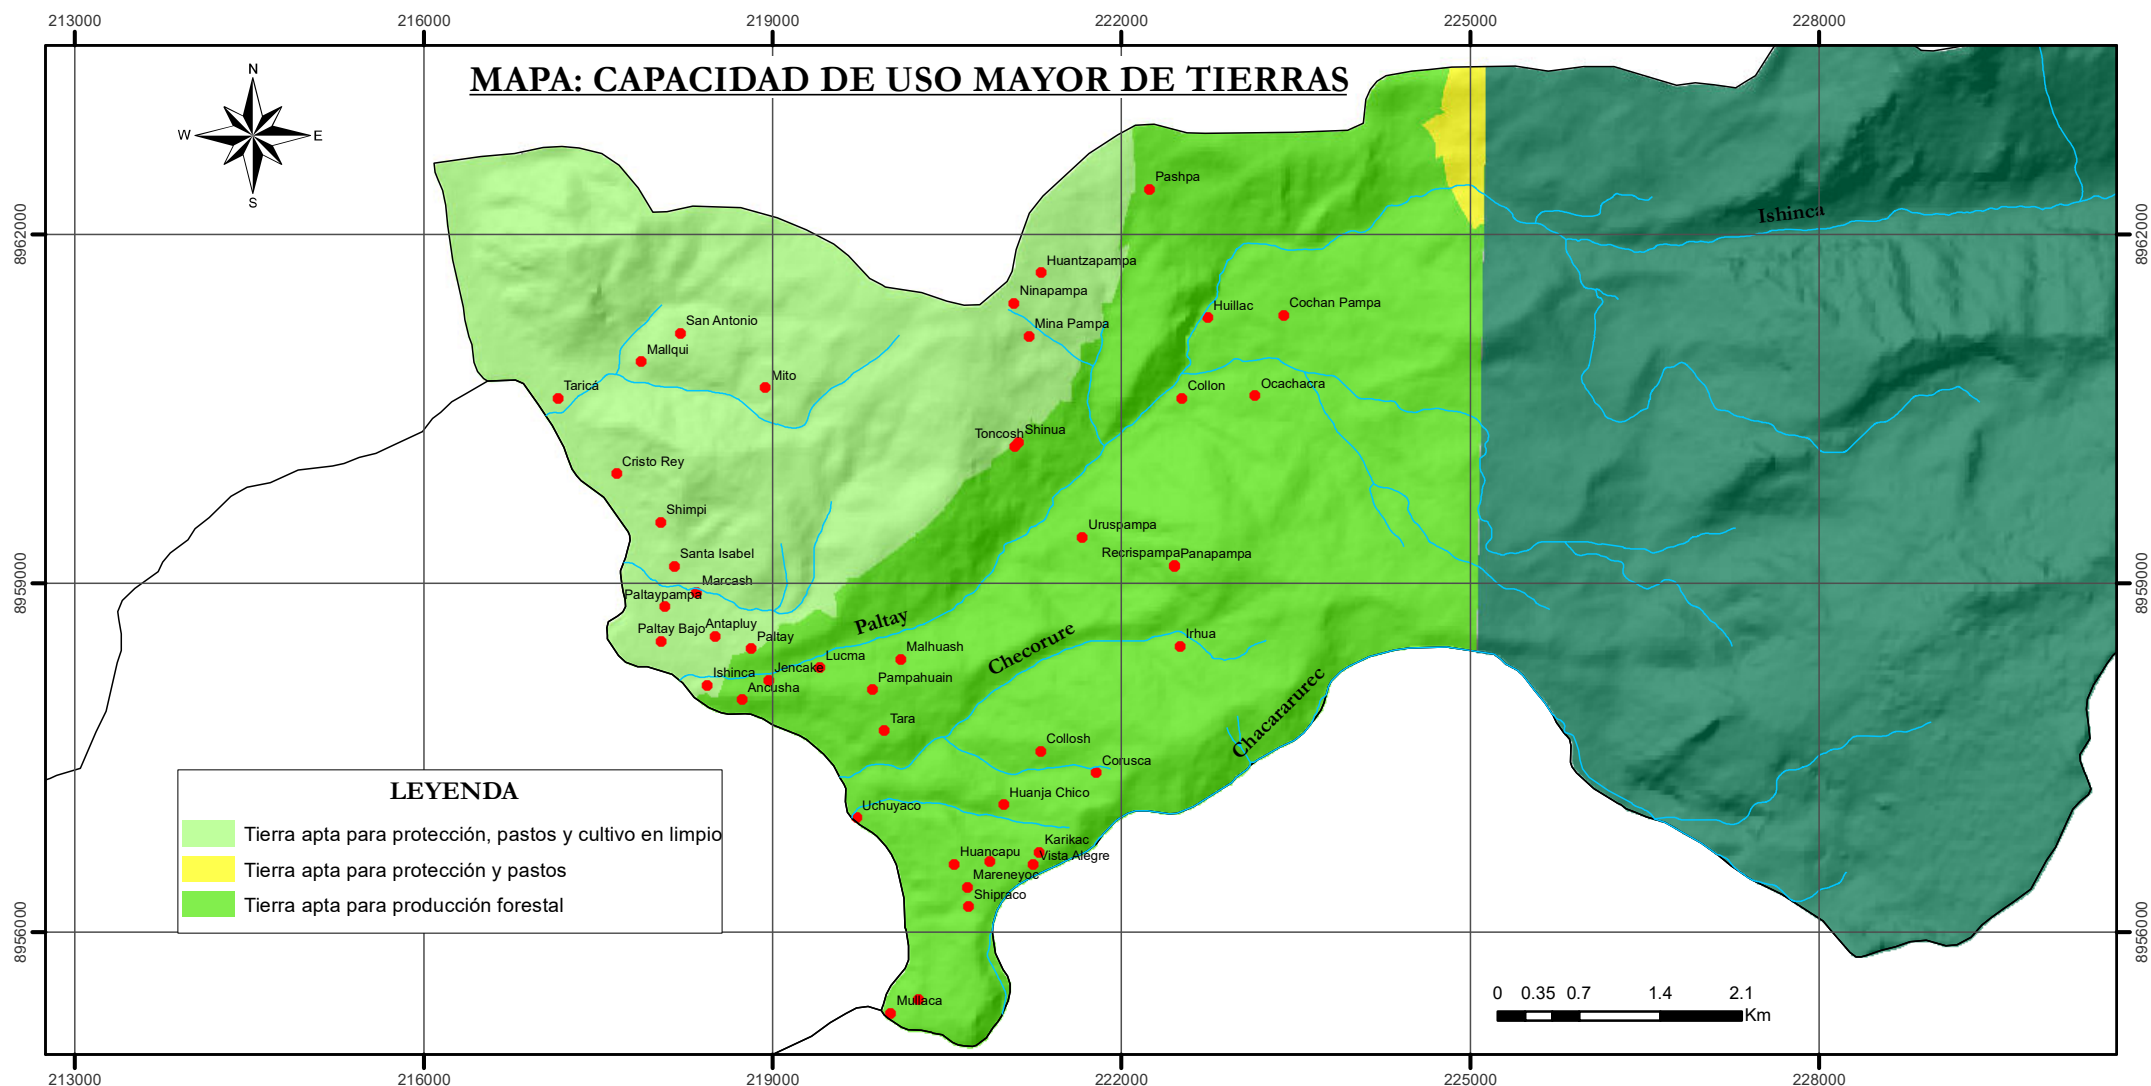 213000
216000
219000
222000
225000
228000
MAPA: CAPACIDAD DE USO MAYOR DE TIERRAS
N
W
E
S
Pashpa
Ishinca
8962000
8962000
Huantzapampa
Ninapampa
Huillac
Cochan Pampa
San Antonio
Mina Pampa
Mallqui
Mito
Taricá
Collon
Ocachacra
Toncosh
Shinua
Cristo Rey
Shimpi
Uruspampa
Santa Isabel
Recrispampa
Panapampa
Marcash
8959000
8959000
Paltaypampa
Paltay
Antapluy
Paltay Bajo
Paltay
Checorure
Irhua
Malhuash
Lucma
Jencake
Ishinca
Pampahuain
Ancusha
Chacararurec
Tara
Collosh
Corusca
LEYENDA
Huanja Chico
Uchuyaco
Tierra apta para protección, pastos y cultivo en limpio
Karikac
Huancapu
Vista Alegre
Tierra apta para protección y pastos
Mareneyoc
Shipraco
Tierra apta para producción forestal
8956000
8956000
Mullaca
0 0.35 0.7 1.4 2.1
Km
213000
216000
219000
222000
225000
228000